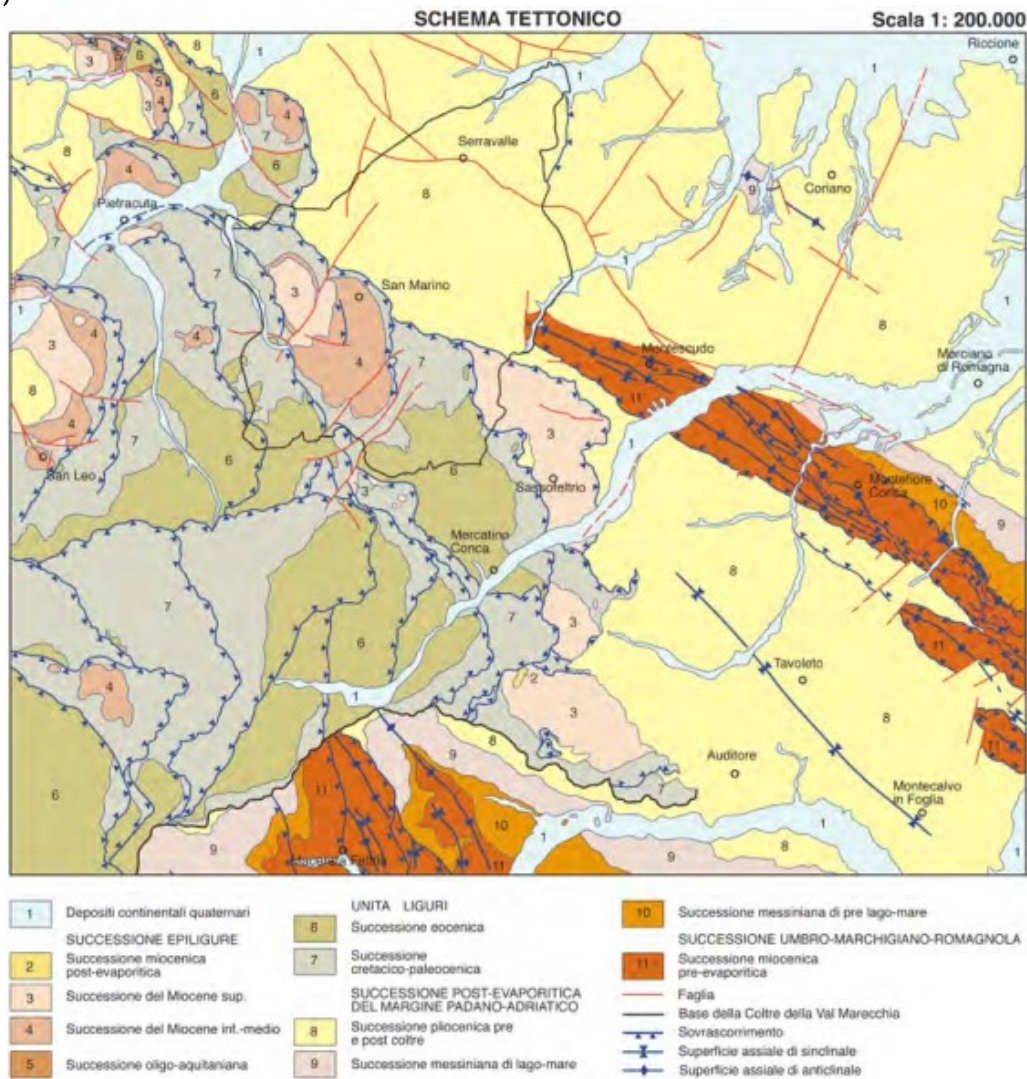 SCHEMA TETTONICO
Scala 1: 200.000
Riccione
Serravalle
Coriano
Pietracuta
San Marino
Montescudo
Morciano
di Romagna
San Leo
Sassofeltrio
Montefiore
Conca
Mercatino
Conca
Tavoleto
Auditore
Montecalvo
in Foglia
Macerata Feltria
1 Depositi continentali quaternari
SUCCESSIONE EPILIGURE
2 Successione miocenica
post-evaporitica
3 Successione del Miocene sup.
4 Successione del Miocene inf.-medio
5 Successione oligo-aquitaniana
UNITA LIGURI
6 Successione eocenica
7 Successione
cretacico-paleocenica
SUCCESSIONE POST-EVAPORITICA
DEL MARGINE PADANO-ADRIATICO
8 Successione pliocenica pre
e post coltre
9 Successione messiniana di lago-mare
10 Successione messiniana di pre lago-mare
SUCCESSIONE UMBRO-MARCHIGIANO-ROMAGNOLA
11 Successione miocenica
pre-evaporitica
Faglia
Base della Coltre della Val Marecchia
Sovrascorrimento
Superficie assiale di sinclinale
Superficie assiale di anticlinale